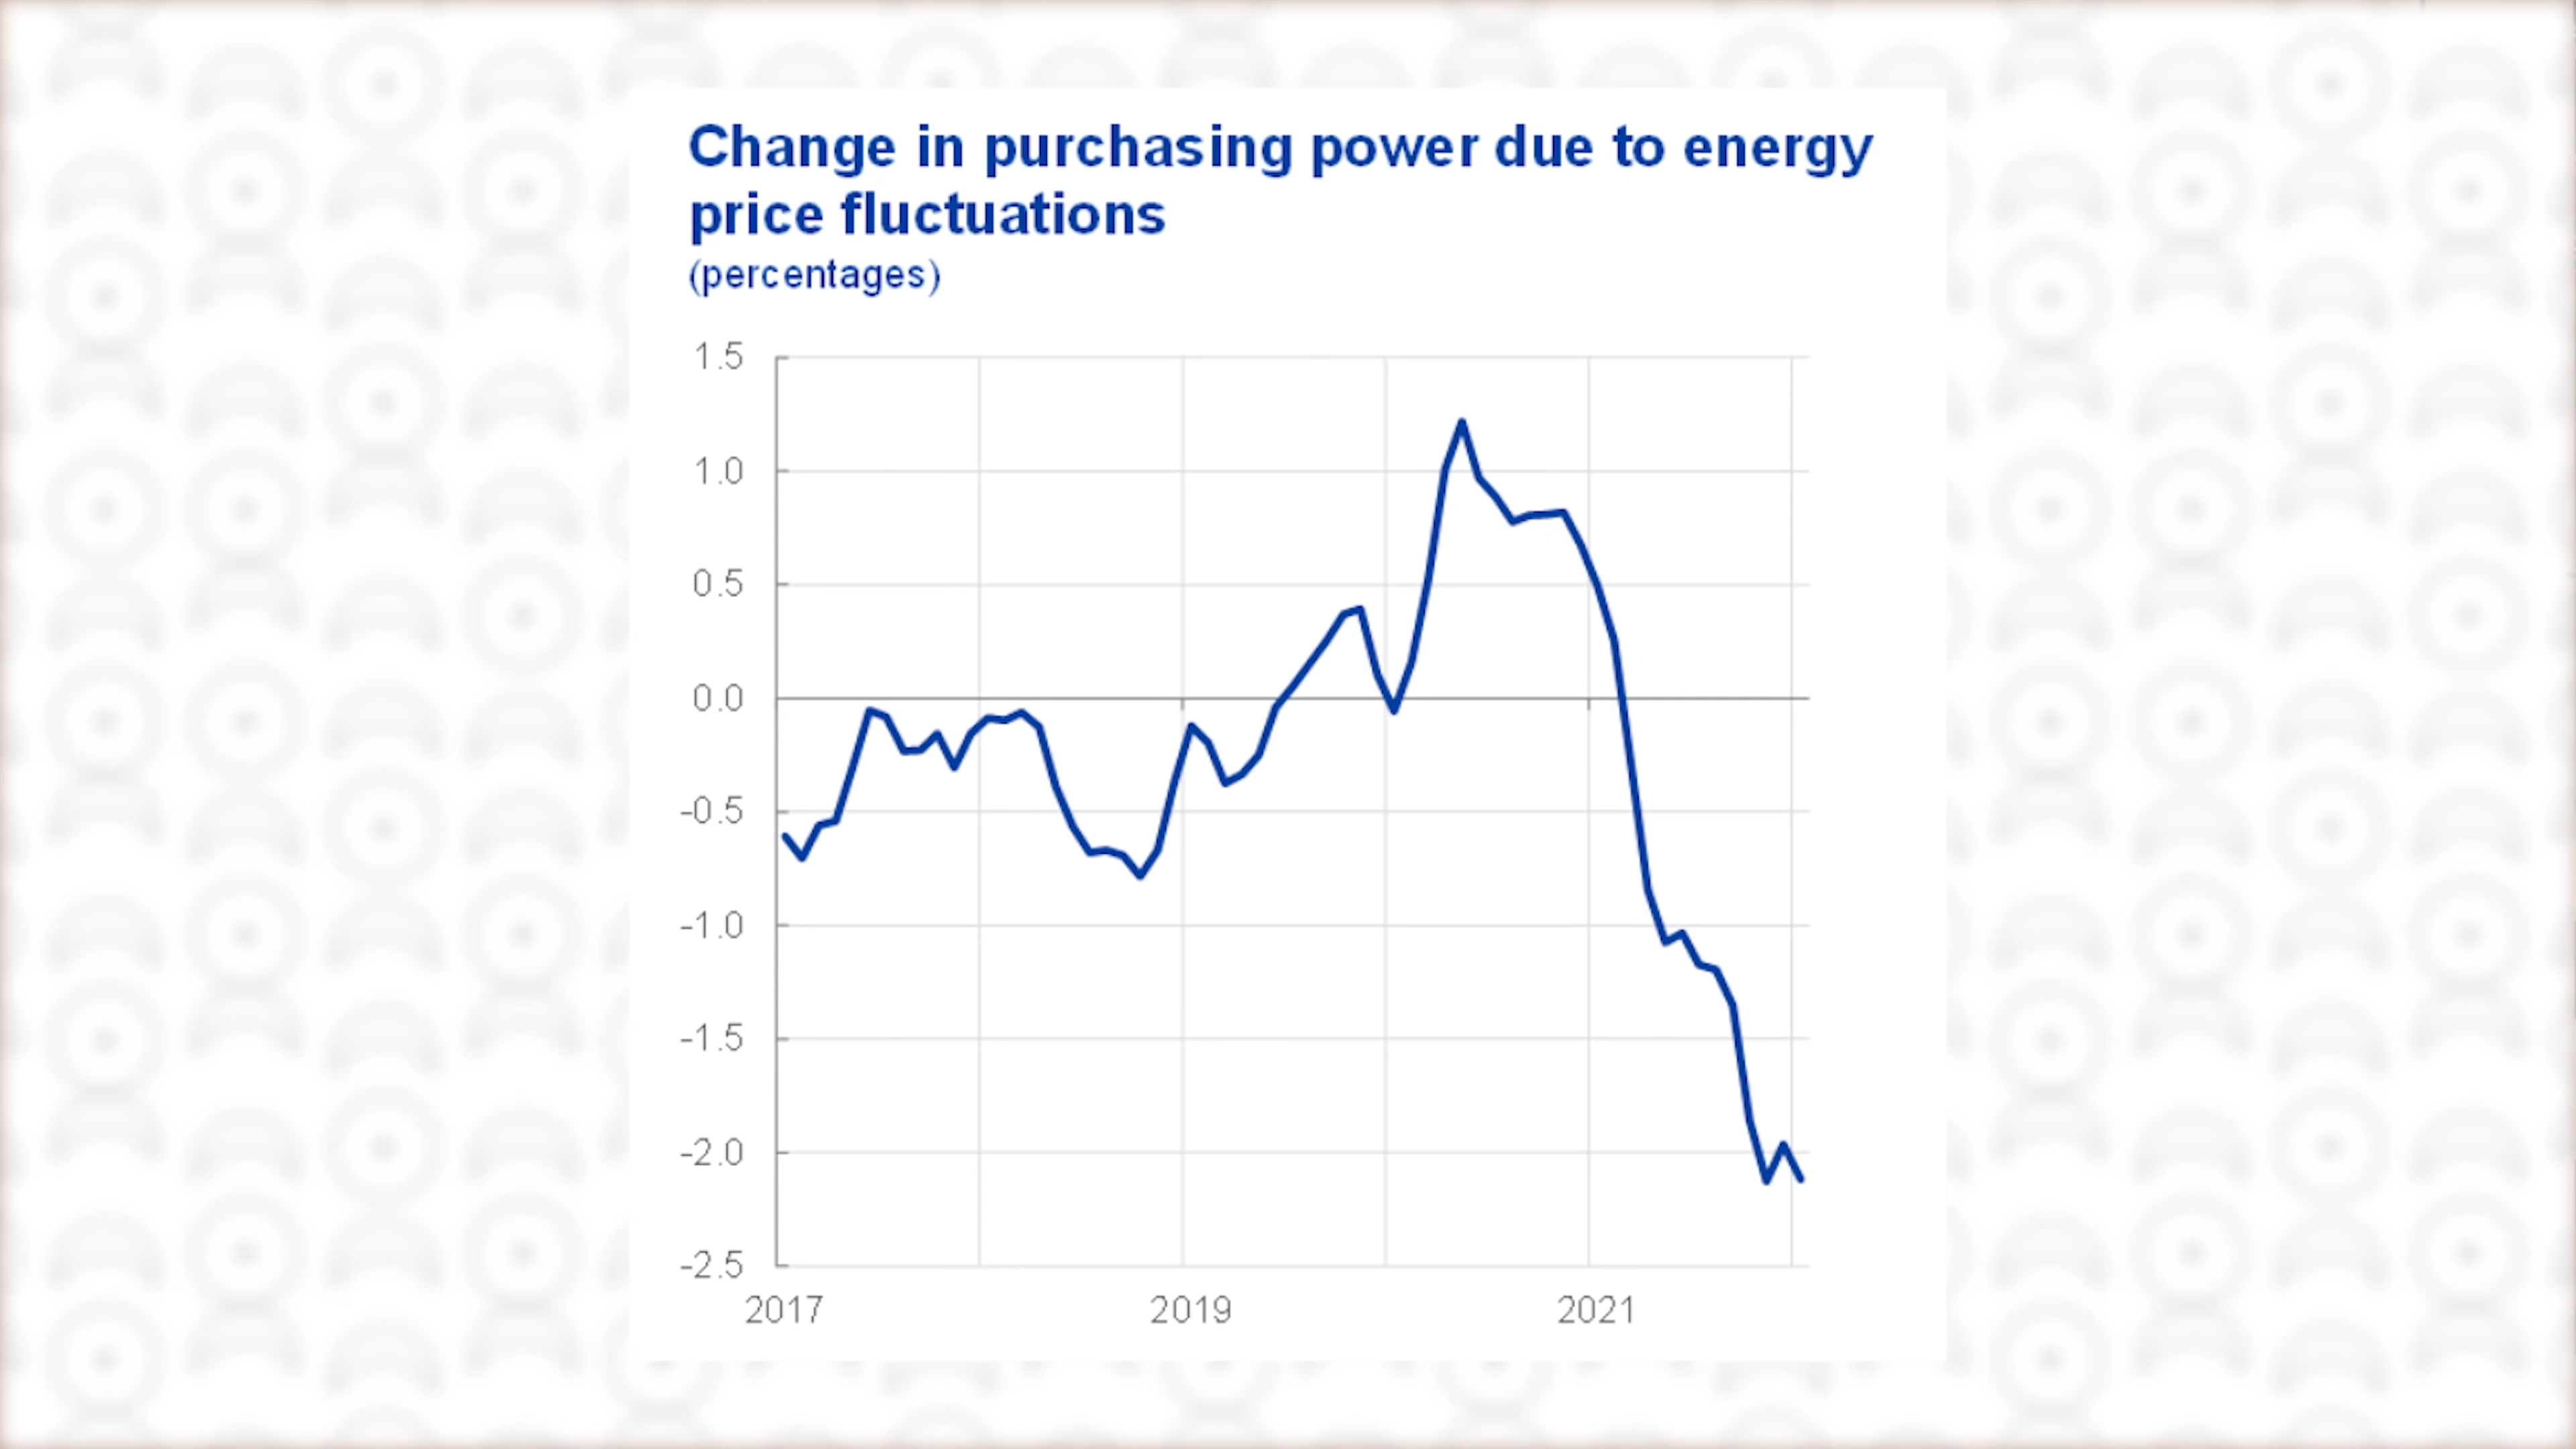 Change in purchasing power due to energy
price fluctuations
(percentages)
1.5
1.0
0.5
0.0
-0.5
-1.0
-1.5
-2.0
-2.5
2017 2019 2021